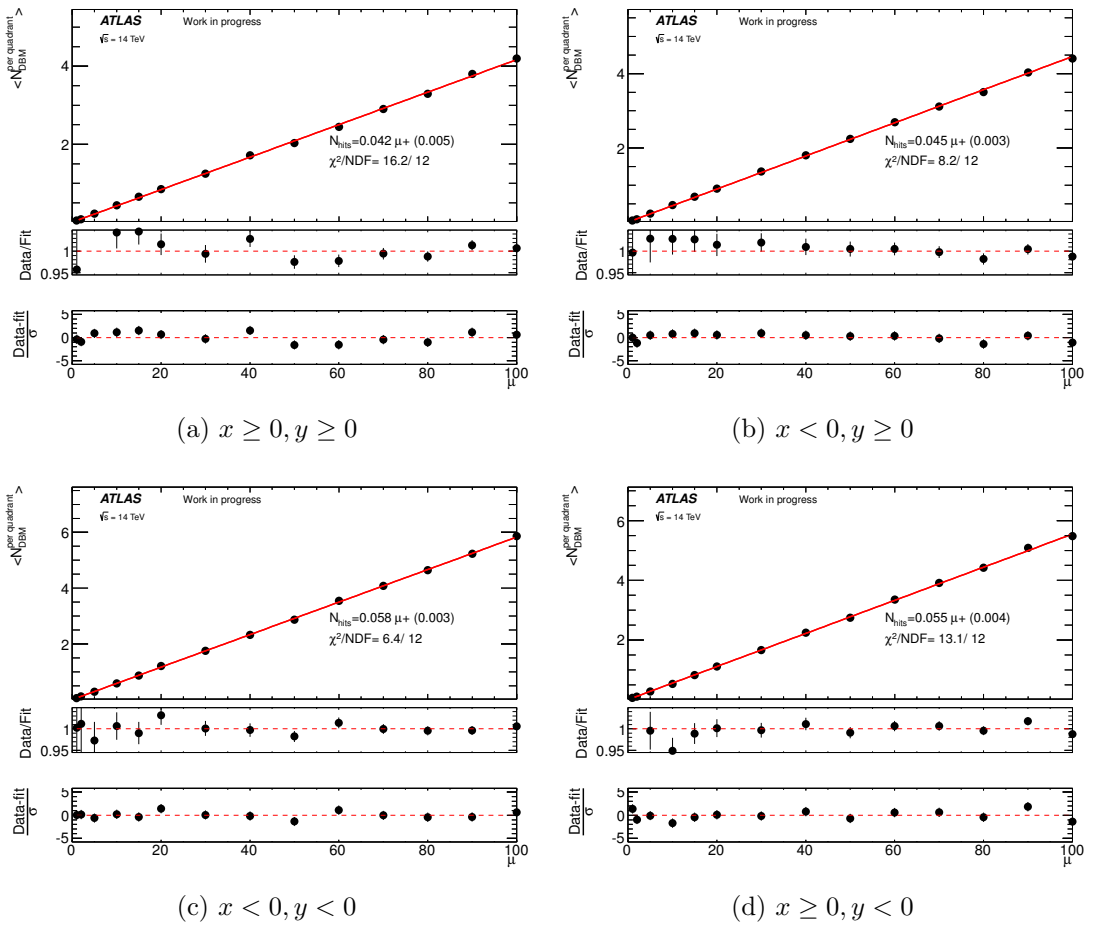 ATLAS Work in progress
√s = 14 TeV
<N_DBM^per quadrant>
4
2
N_hits=0.042 μ+ (0.005)
χ²/NDF= 16.2/ 12
Data/Fit
1
0.95
Data-fit
σ
5
0
-5
0 20 40 60 80 100
μ
(a) x ≥ 0, y ≥ 0
ATLAS Work in progress
√s = 14 TeV
<N_DBM^per quadrant>
4
2
N_hits=0.045 μ+ (0.003)
χ²/NDF= 8.2/ 12
Data/Fit
1
0.95
Data-fit
σ
5
0
-5
0 20 40 60 80 100
μ
(b) x < 0, y ≥ 0
ATLAS Work in progress
√s = 14 TeV
<N_DBM^per quadrant>
6
4
2
N_hits=0.058 μ+ (0.003)
χ²/NDF= 6.4/ 12
Data/Fit
1
0.95
Data-fit
σ
5
0
-5
0 20 40 60 80 100
μ
(c) x < 0, y < 0
ATLAS Work in progress
√s = 14 TeV
<N_DBM^per quadrant>
6
4
2
N_hits=0.055 μ+ (0.004)
χ²/NDF= 13.1/ 12
Data/Fit
1
0.95
Data-fit
σ
5
0
-5
0 20 40 60 80 100
μ
(d) x ≥ 0, y < 0